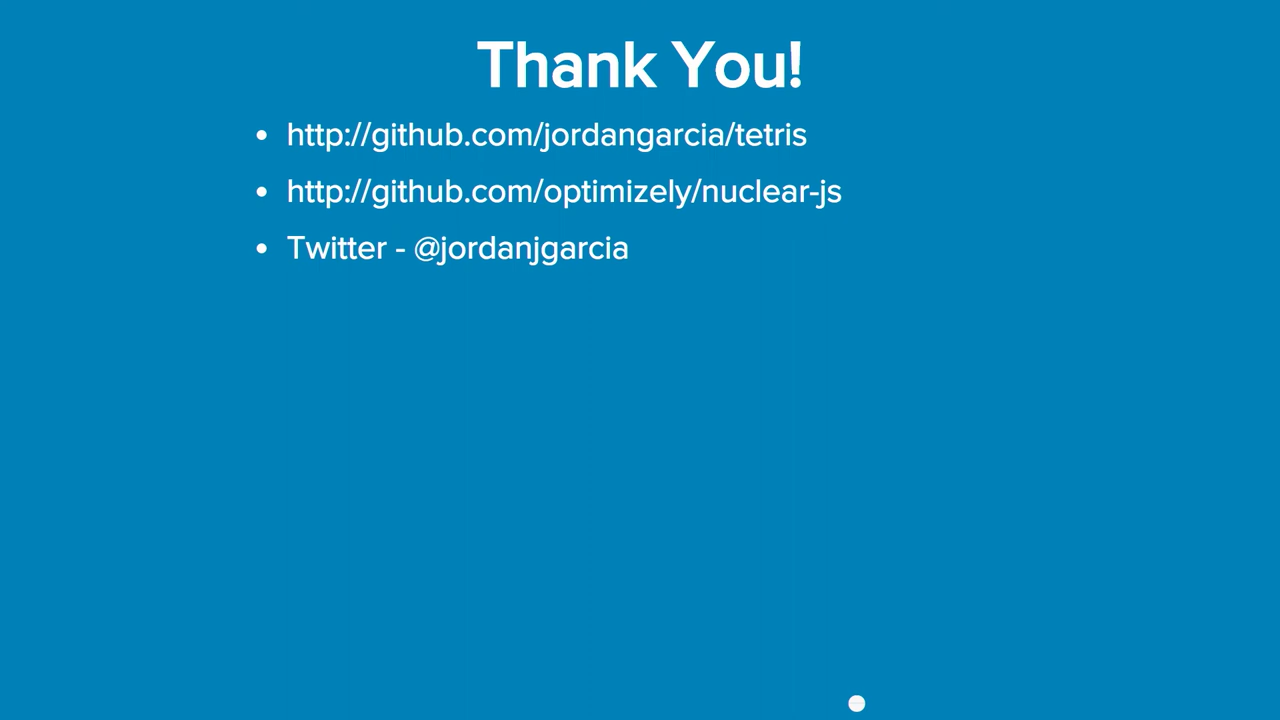 Thank You!
• http://github.com/jordangarcia/tetris
• http://github.com/optimizely/nuclear-js
• Twitter - @jordanjgarcia